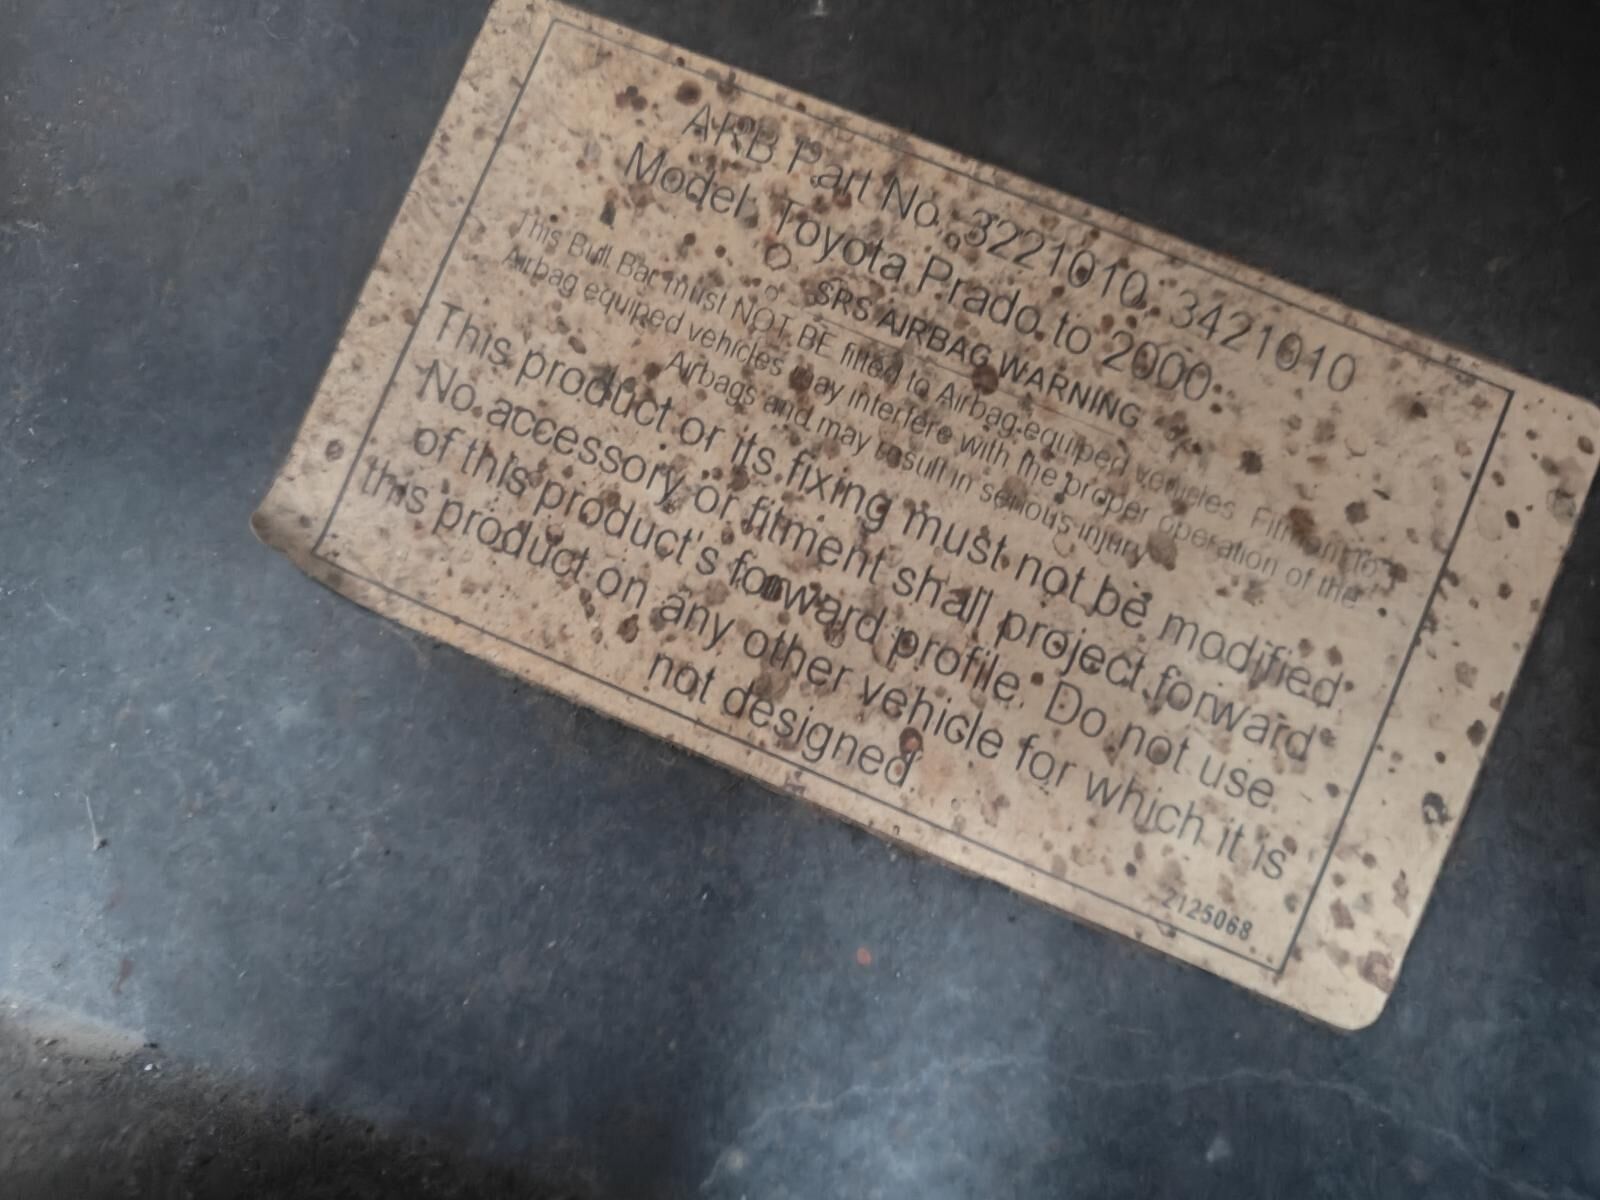 ARB Part No. 3221010, 3421010
Model: Toyota Prado to 2000
SRS AIRBAG WARNING
This Bull Bar must NOT BE fitted to Airbag equiped vehicles. Fitment to
Airbag equiped vehicles may interfere with the proper operation of the
Airbags and may result in serious injury
This product or its fixing must not be modified
No accessory or fitment shall project forward
of this product's forward profile. Do not use
this product on any other vehicle for which it is
not designed
2125068